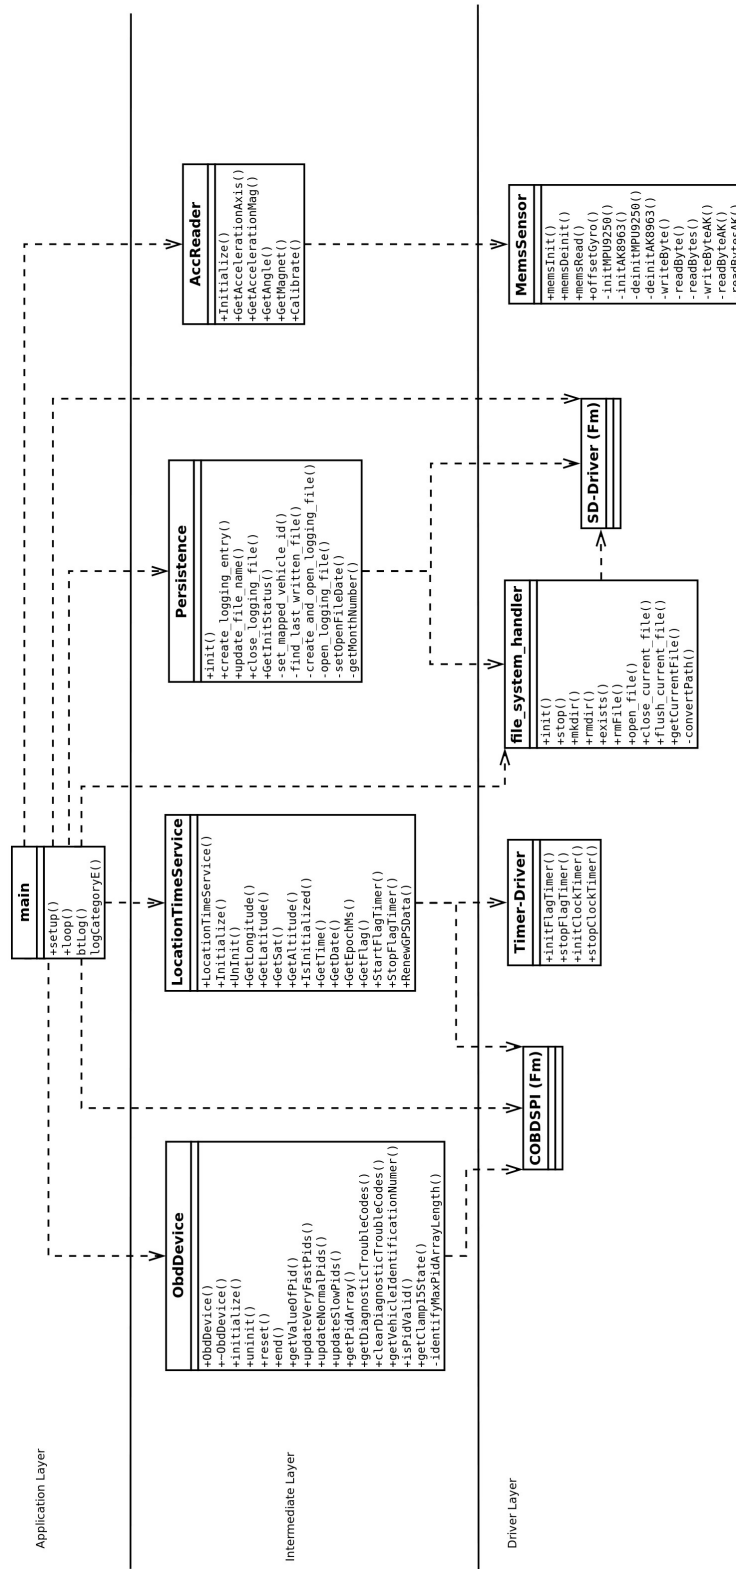 Application Layer
main
+setup()
+loop()
btLog()
logCategoryE()
Intermediate Layer
ObdDevice
+ObdDevice()
+~ObdDevice()
+initialize()
+uninit()
+reset()
+end()
+getValueOfPid()
+updateVeryFastPids()
+updateNormalPids()
+updateSlowPids()
+getPidArray()
+getDiagnosticTroubleCodes()
+clearDiagnosticTroubleCodes()
+getVehicleIdentificationNumer()
+isPidValid()
+getClamp15State()
-identifyMaxPidArrayLength()
LocationTimeService
+LocationTimeService()
+Initialize()
+UnInit()
+GetLongitude()
+GetLatitude()
+GetSat()
+GetAltitude()
+IsInitialized()
+GetTime()
+GetDate()
+GetEpochMs()
+GetFlag()
+StartFlagTimer()
+StopFlagTimer()
+RenewGPSData()
Persistence
+init()
+create_logging_entry()
+update_file_name()
+close_logging_file()
+GetInitStatus()
-set_mapped_vehicle_id()
-find_last_written_file()
-create_and_open_logging_file()
-open_logging_file()
-setOpenFileDate()
-getMonthNumber()
AccReader
+Initialize()
+GetAccelerationAxis()
+GetAccelerationMag()
+GetAngle()
+GetMagnet()
+Calibrate()
Driver Layer
COBDSPI (Fm)
Timer-Driver
+initFlagTimer()
+stopFlagTimer()
+initClockTimer()
+stopClockTimer()
file_system_handler
+init()
+stop()
+mkdir()
+rmdir()
+exists()
+rmFile()
+open_file()
+close_current_file()
+flush_current_file()
+getCurrentFile()
-convertPath()
SD-Driver (Fm)
MemsSensor
+memsInit()
+memsDeinit()
+memsRead()
+offsetGyro()
-initMPU9250()
-initAK8963()
-deinitMPU9250()
-deinitAK8963()
-writeByte()
-readByte()
-readBytes()
-writeByteAK()
-readByteAK()
-readBytesAK()